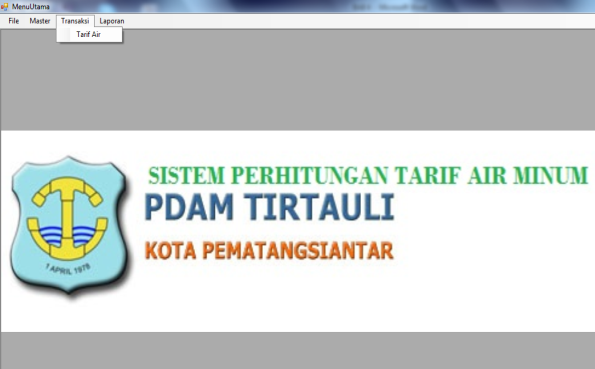 MenuUtama
File Master Transaksi Laporan
Tarif Air
SISTEM PERHITUNGAN TARIF AIR MINUM
PDAM TIRTAULI
KOTA PEMATANGSIANTAR
1 APRIL 1976